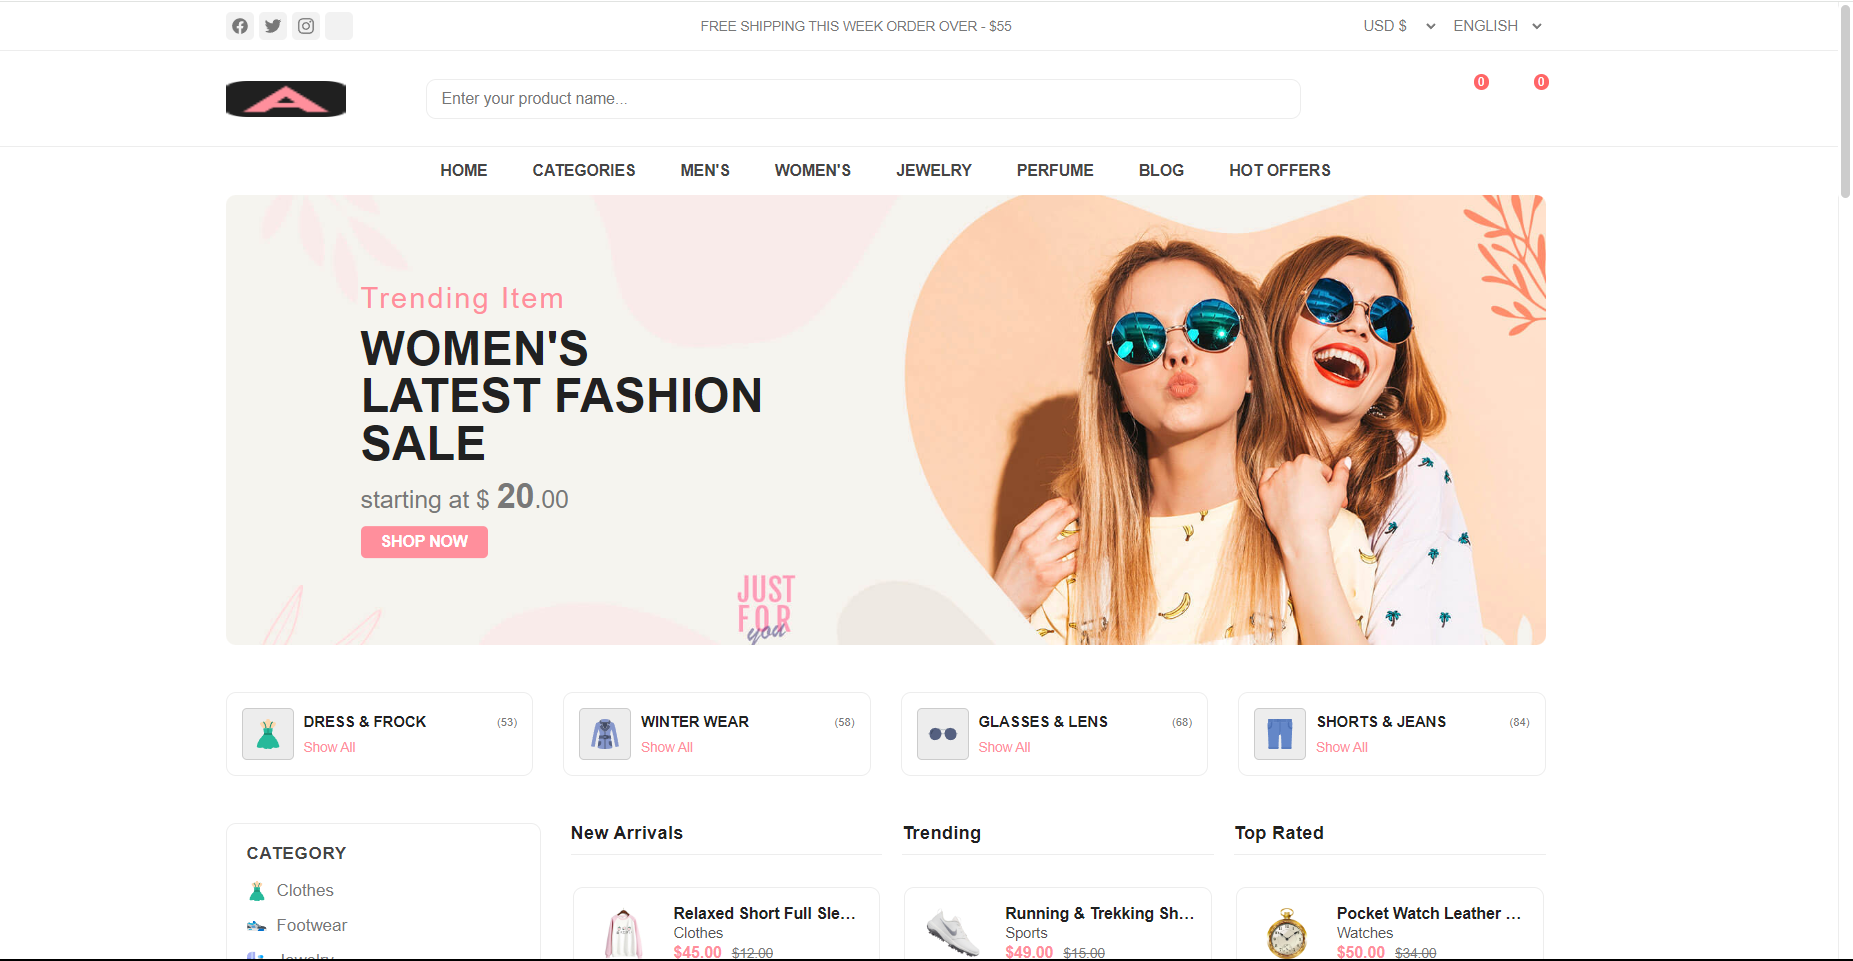 FREE SHIPPING THIS WEEK ORDER OVER - $55
USD $
ENGLISH
A
Enter your product name...
0
0
HOME
CATEGORIES
MEN'S
WOMEN'S
JEWELRY
PERFUME
BLOG
HOT OFFERS
Trending Item
WOMEN'S
LATEST FASHION
SALE
starting at $ 20.00
SHOP NOW
JUST
FOR
you
DRESS & FROCK
(53)
Show All
WINTER WEAR
(58)
Show All
GLASSES & LENS
(68)
Show All
SHORTS & JEANS
(84)
Show All
CATEGORY
Clothes
Footwear
Jewelry
New Arrivals
Relaxed Short Full Sle...
Clothes
$45.00 $12.00
Trending
Running & Trekking Sh...
Sports
$49.00 $15.00
Top Rated
Pocket Watch Leather ...
Watches
$50.00 $34.00